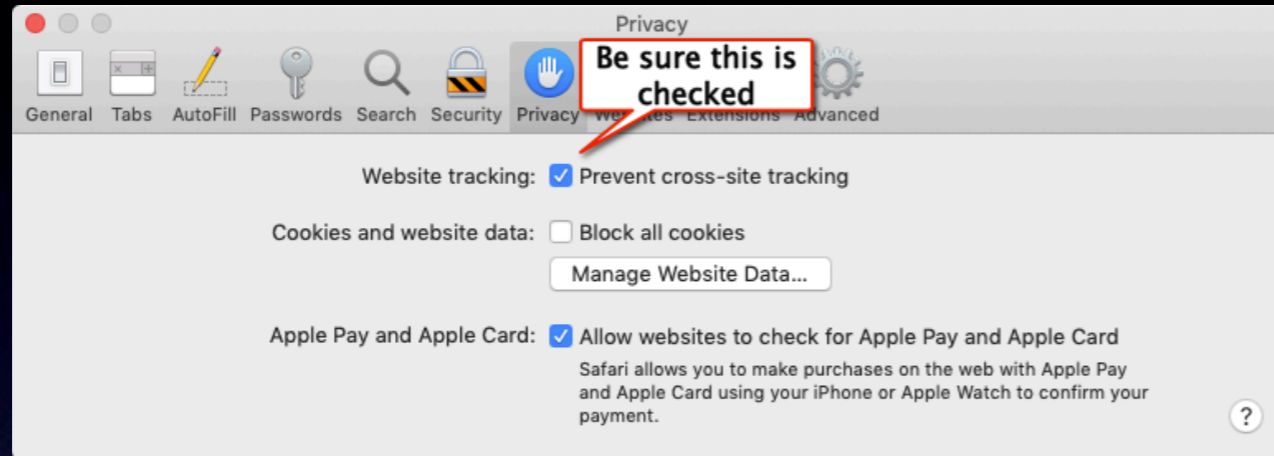 Privacy
Be sure this is
checked
General Tabs AutoFill Passwords Search Security Privacy Websites Extensions Advanced
Website tracking: Prevent cross-site tracking
Cookies and website data: Block all cookies
Manage Website Data...
Apple Pay and Apple Card: Allow websites to check for Apple Pay and Apple Card
Safari allows you to make purchases on the web with Apple Pay
and Apple Card using your iPhone or Apple Watch to confirm your
payment.
?